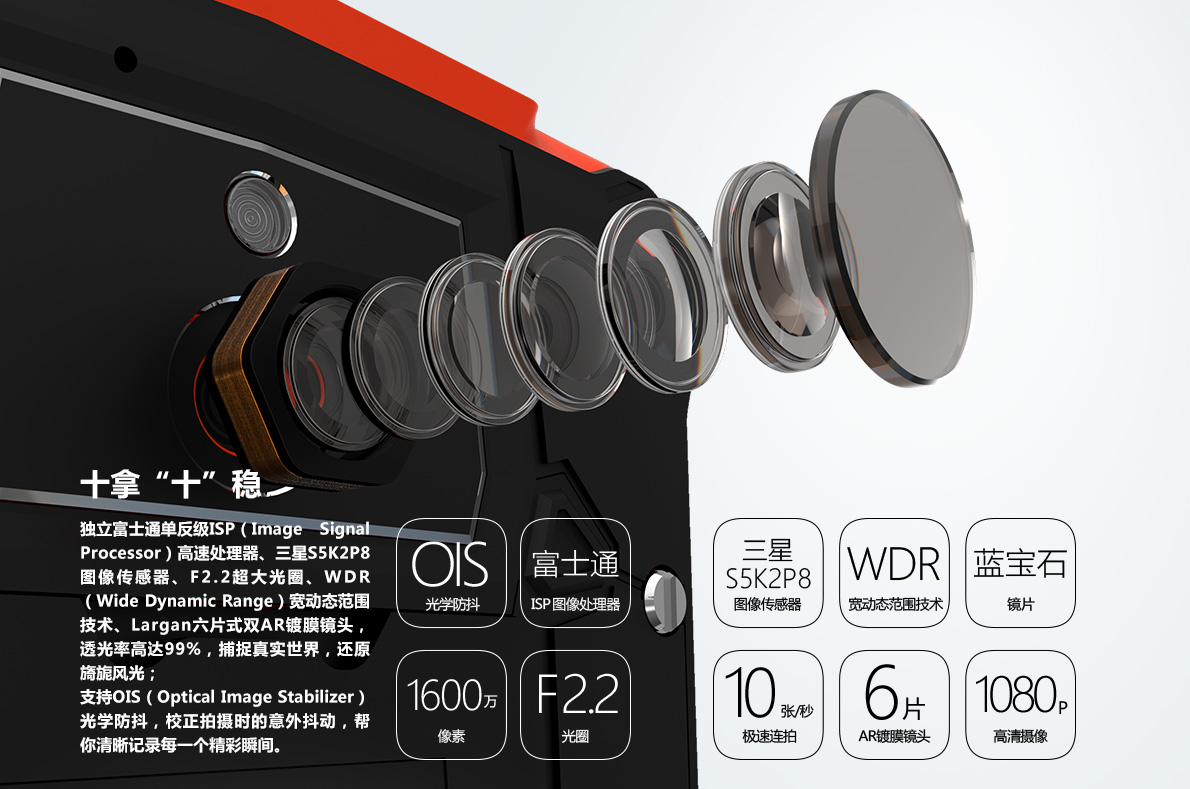 十拿“十”稳
独立富士通单反级ISP（Image Signal
Processor）高速处理器、三星S5K2P8
图像传感器、F2.2超大光圈、WDR
（Wide Dynamic Range）宽动态范围
技术、Largan六片式双AR镀膜镜头，
透光率高达99%，捕捉真实世界，还原
旖旎风光；
支持OIS（Optical Image Stabilizer）
光学防抖，校正拍摄时的意外抖动，帮
你清晰记录每一个精彩瞬间。
OIS
光学防抖
富士通
ISP 图像处理器
三星
S5K2P8
图像传感器
WDR
宽动态范围技术
蓝宝石
镜片
1600万
像素
F2.2
光圈
10张/秒
极速连拍
6片
AR镀膜镜头
1080P
高清摄像